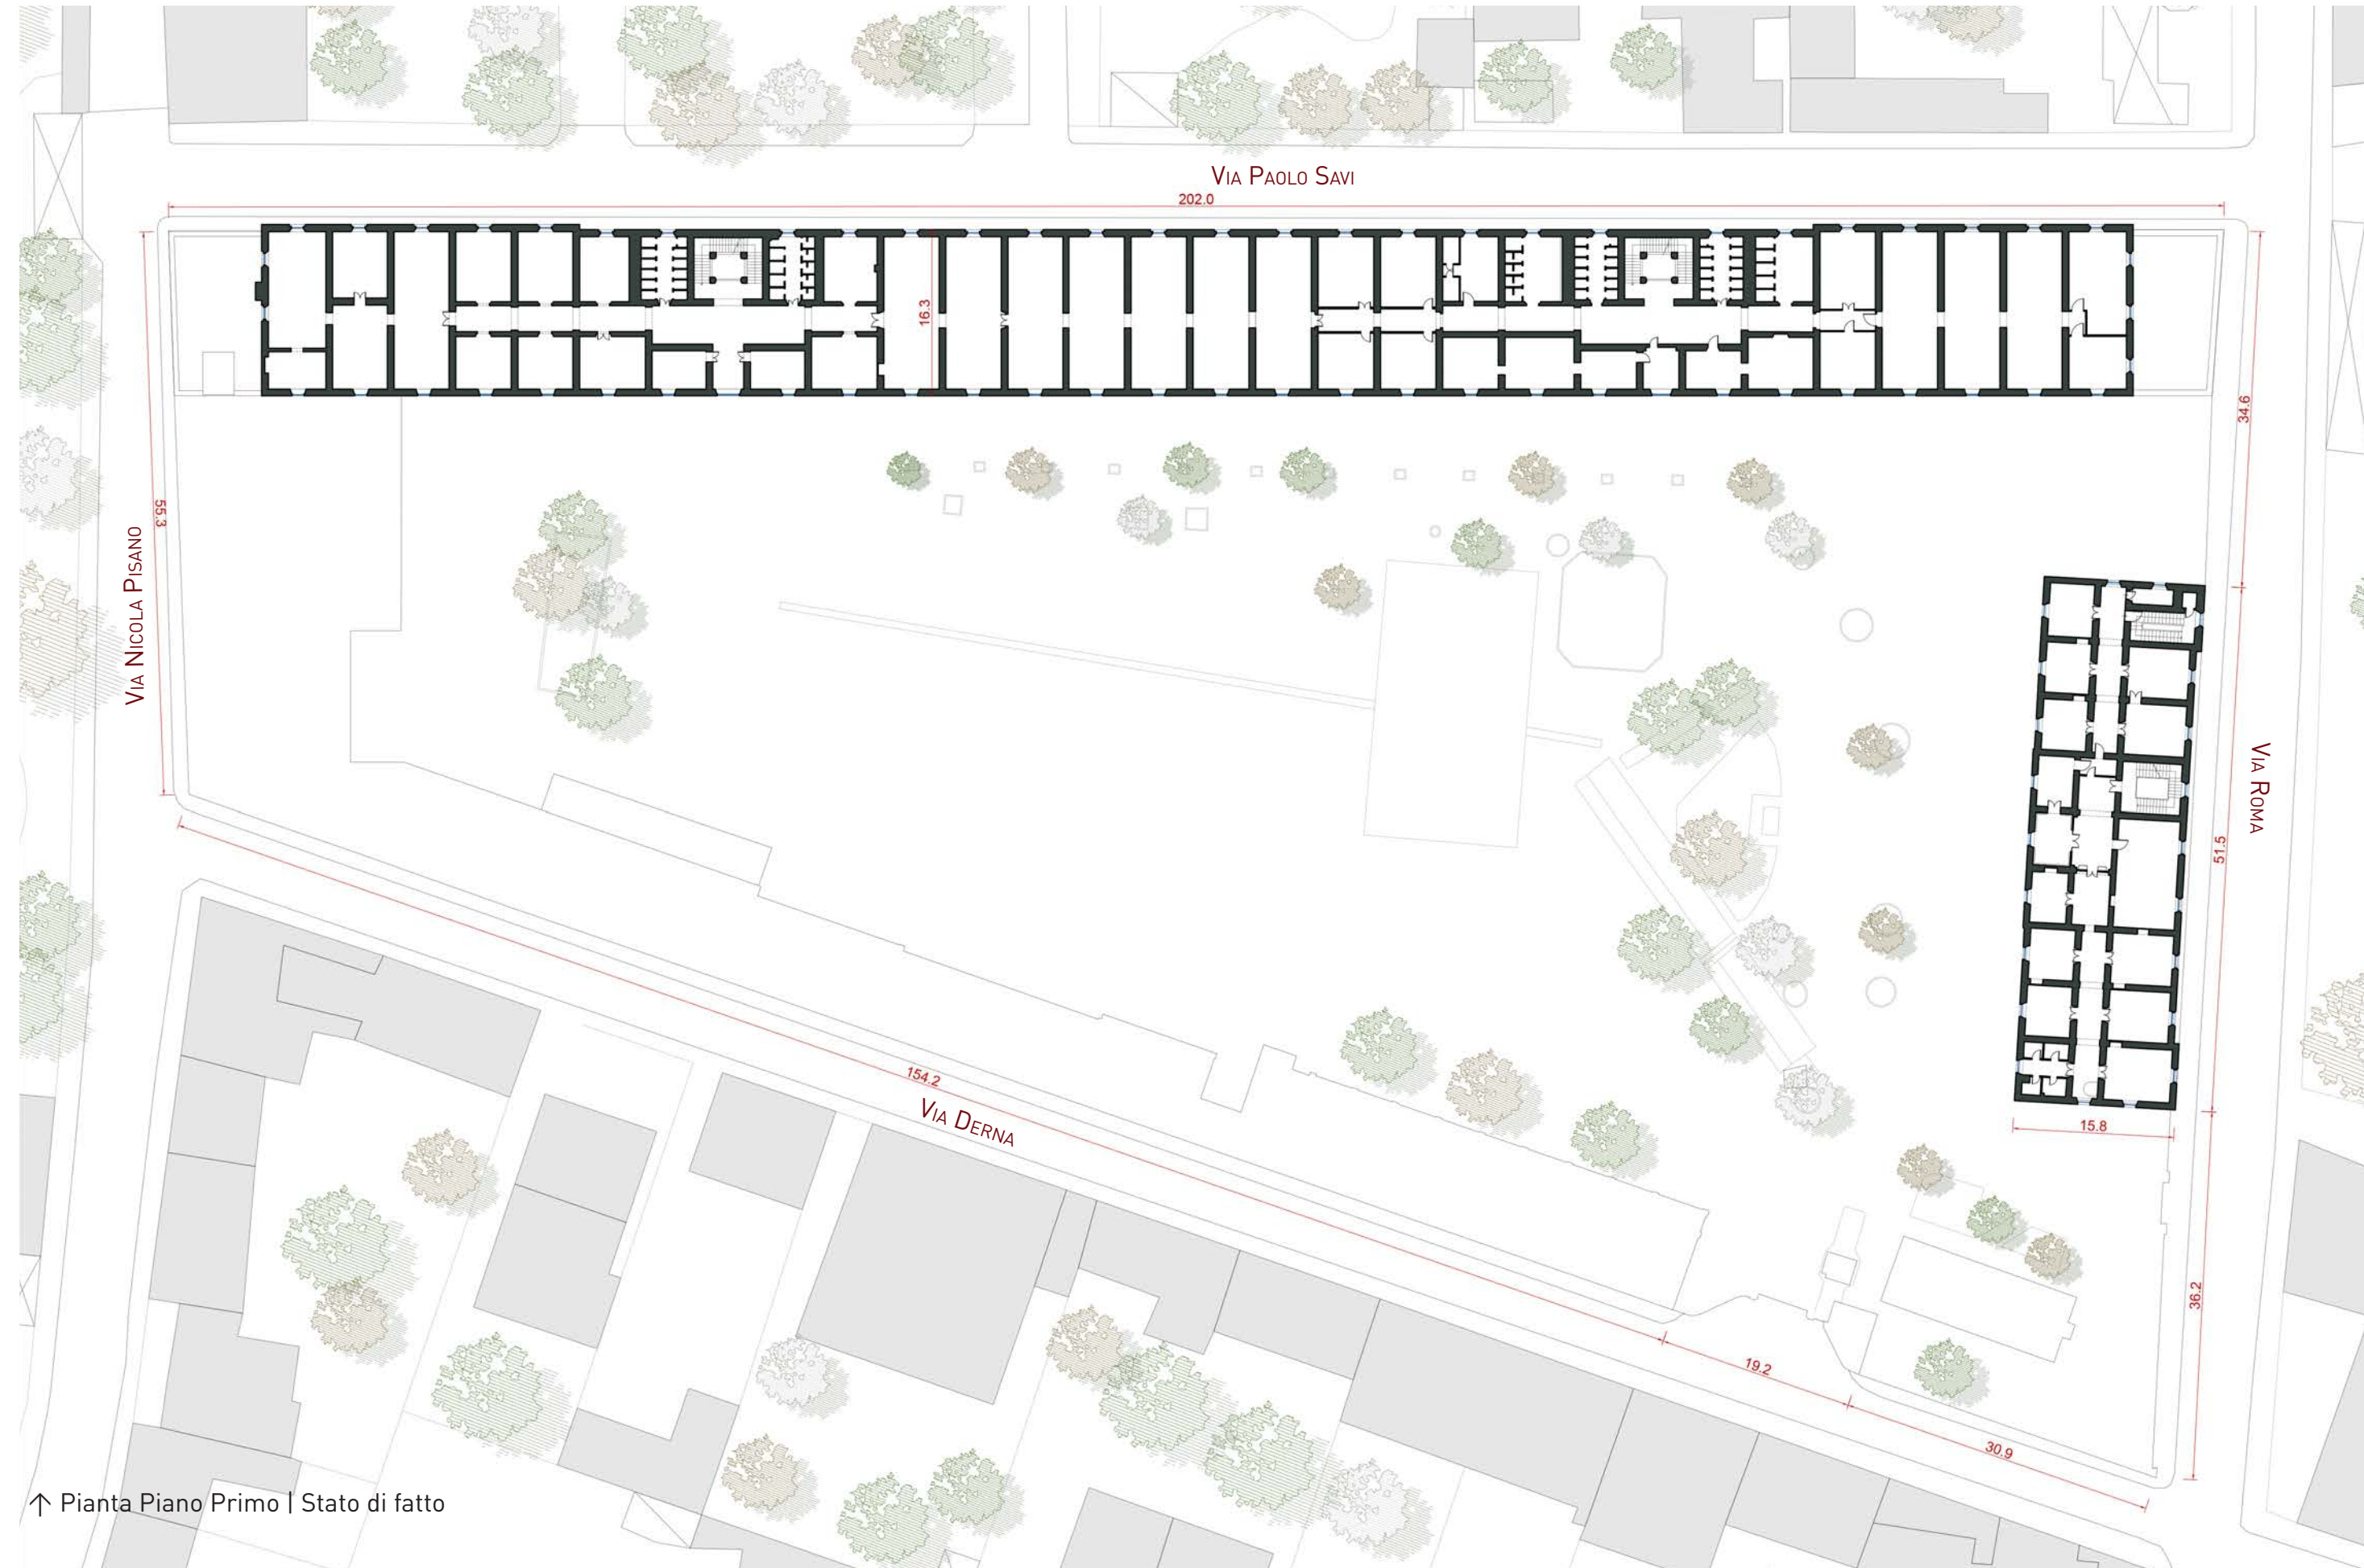 VIA PAOLO SAVI
202.0
16.3
34.6
55.3
VIA NICOLA PISANO
VIA ROMA
51.5
154.2
VIA DERNA
15.8
36.2
19.2
30.9
↑ Pianta Piano Primo | Stato di fatto